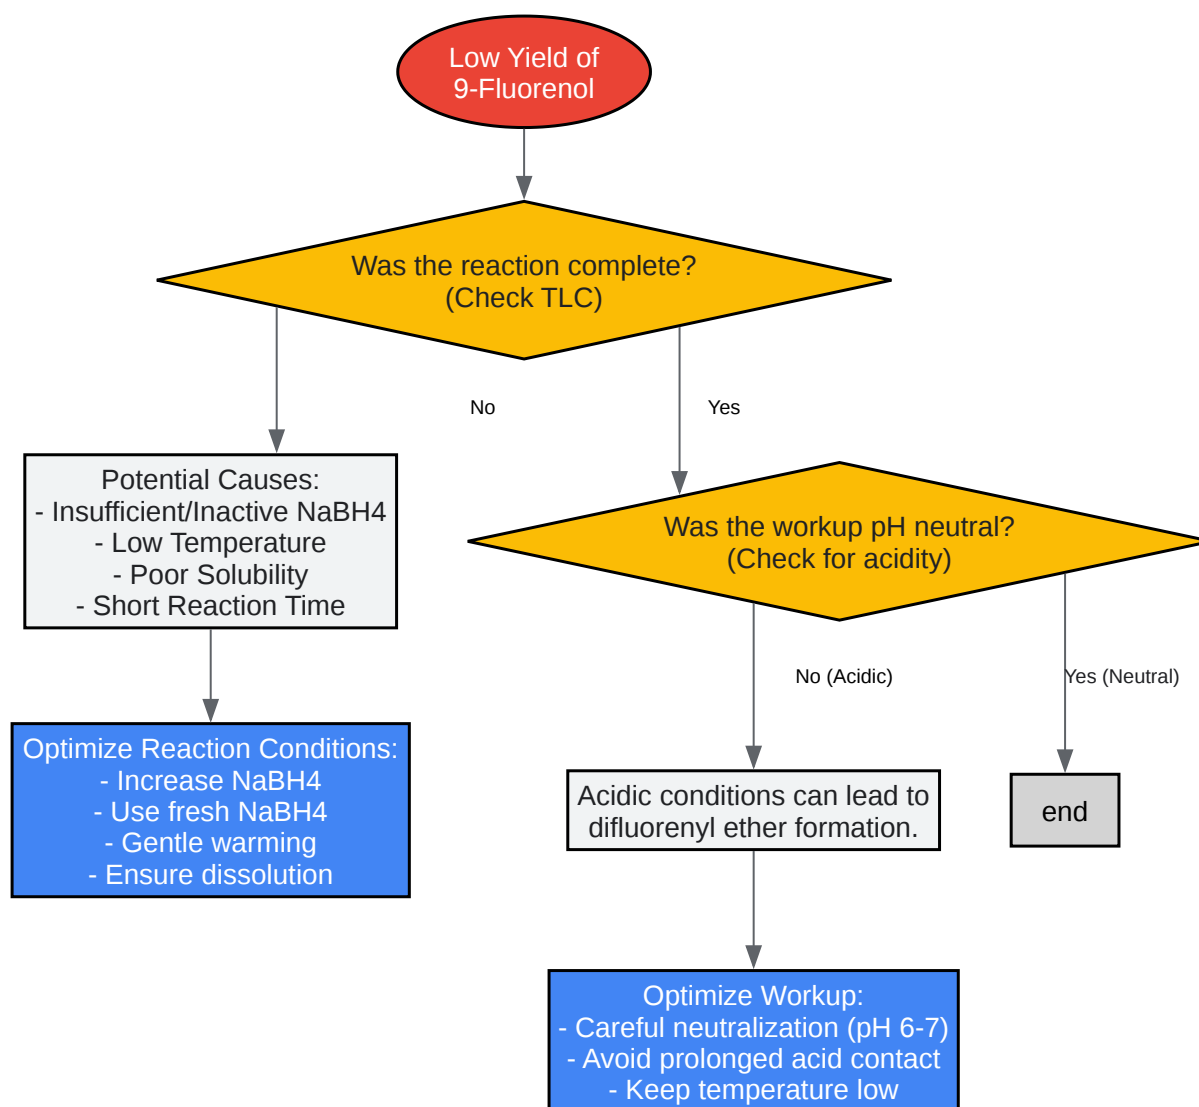 Low Yield of
9-Fluorenol
Was the reaction complete?
(Check TLC)
No
Yes
Potential Causes:
- Insufficient/Inactive NaBH4
- Low Temperature
- Poor Solubility
- Short Reaction Time
Was the workup pH neutral?
(Check for acidity)
No (Acidic)
Yes (Neutral)
Optimize Reaction Conditions:
- Increase NaBH4
- Use fresh NaBH4
- Gentle warming
- Ensure dissolution
Acidic conditions can lead to
difluorenyl ether formation.
end
Optimize Workup:
- Careful neutralization (pH 6-7)
- Avoid prolonged acid contact
- Keep temperature low